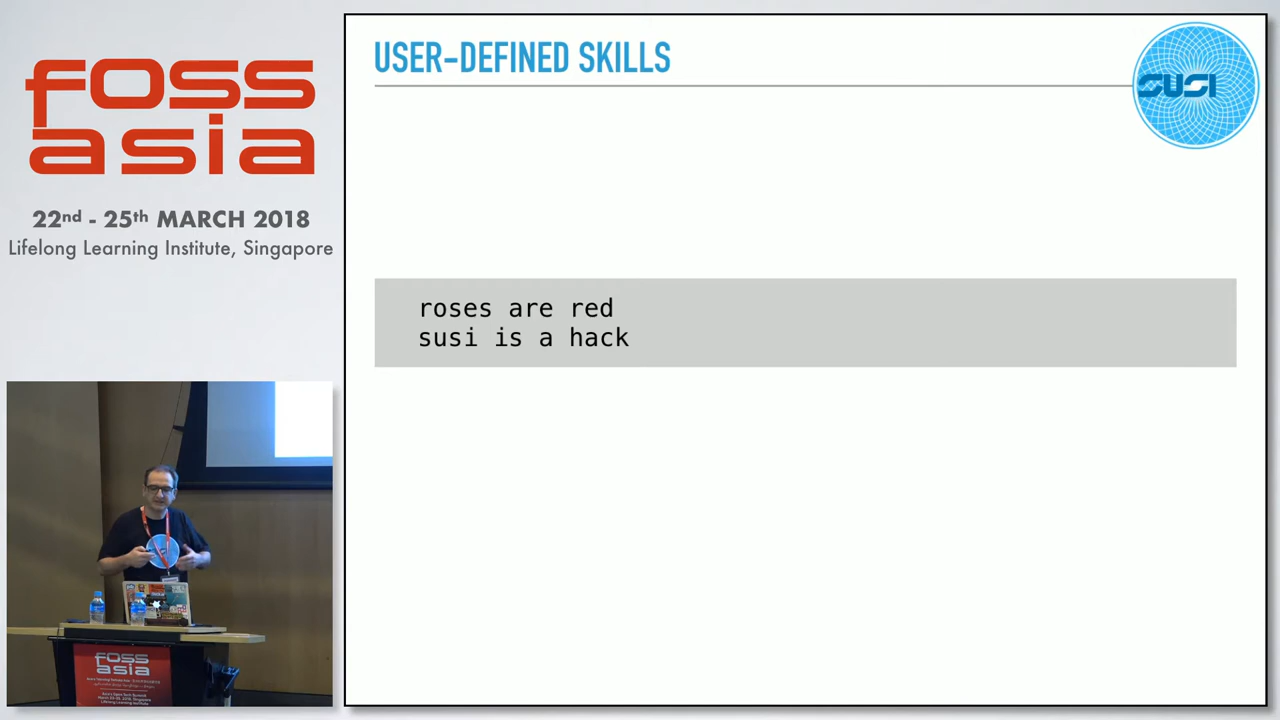 foss
asia
22nd - 25th MARCH 2018
Lifelong Learning Institute, Singapore
USER-DEFINED SKILLS
SUSI
roses are red
susi is a hack
foss
asia